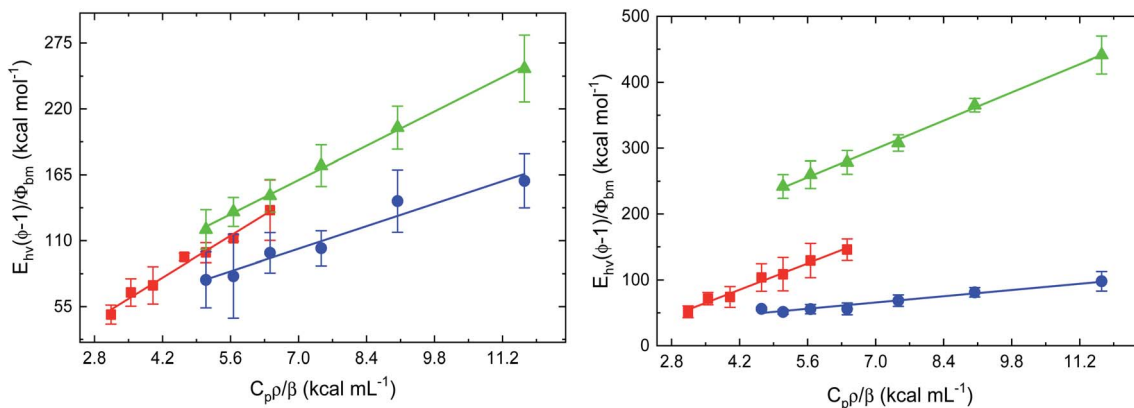 275
220
165
110
55
2.8 4.2 5.6 7.0 8.4 9.8 11.2
E_hv(ϕ-1)/Φ_bm (kcal mol⁻¹)
C_pρ/β (kcal mL⁻¹)
500
400
300
200
100
0
2.8 4.2 5.6 7.0 8.4 9.8 11.2
E_hv(ϕ-1)/Φ_bm (kcal mol⁻¹)
C_pρ/β (kcal mL⁻¹)